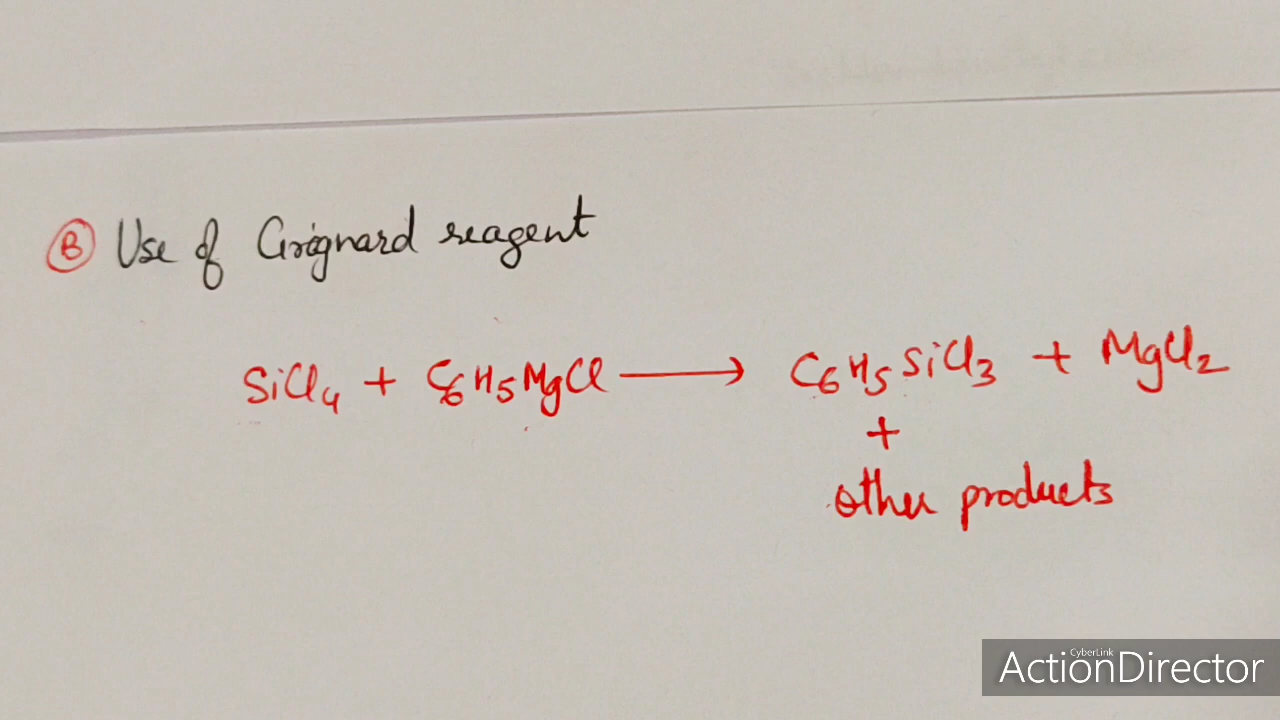 B Use of Grignard reagent
SiCl4 + C6H5MgCl ⟶ C6H5SiCl3 + MgCl2
+
other products
CyberLink
ActionDirector